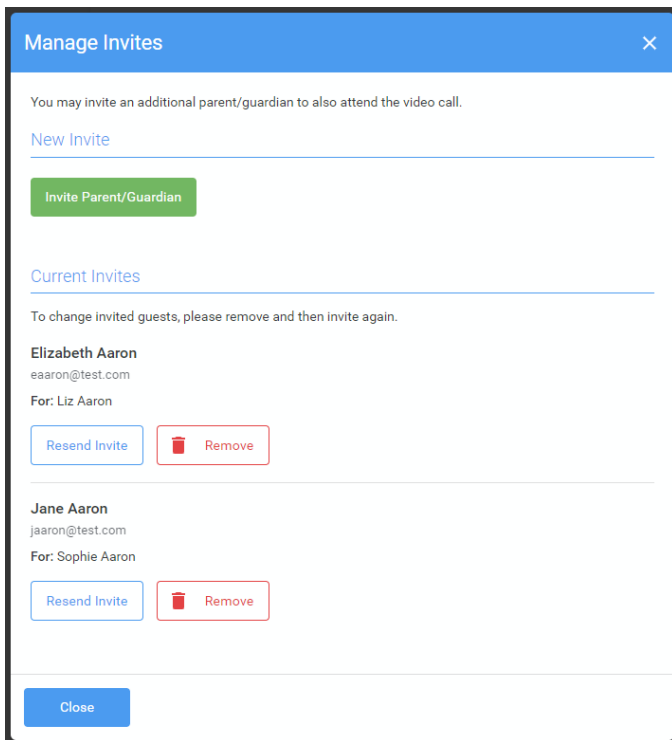 Manage Invites
You may invite an additional parent/guardian to also attend the video call.
New Invite
Invite Parent/Guardian
Current Invites
To change invited guests, please remove and then invite again.
Elizabeth Aaron
eaaron@test.com
For: Liz Aaron
Resend Invite Remove
Jane Aaron
jaaron@test.com
For: Sophie Aaron
Resend Invite Remove
Close